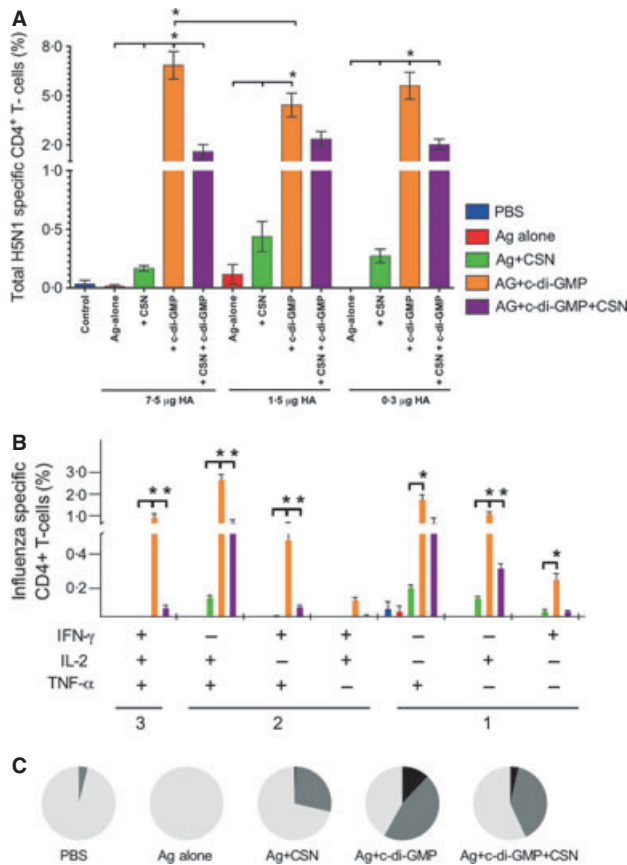 A
Total H5N1 specific CD4⁺ T- cells (%)
8·0
5·0
2·0
1·0
0·5
0·0
*
*
*
*
Control
Ag-alone
+ CSN
+ c-di-GMP
+ CSN + c-di-GMP
Ag-alone
+ CSN
+ c-di-GMP
+ CSN + c-di-GMP
Ag-alone
+ CSN
+ c-di-GMP
+ CSN + c-di-GMP
7·5 µg HA
1·5 µg HA
0·3 µg HA
PBS
Ag alone
Ag+CSN
AG+c-di-GMP
AG+c-di-GMP+CSN
B
Influenza specific
CD4+ T-cells (%)
3·0
2·0
1·0
0·4
0·2
* *
* *
* *
*
* *
*
IFN-γ + – + + – – +
IL-2 + + – + – + –
TNF-α + + + – + – –
3 2 1
C
PBS
Ag alone
Ag+CSN
Ag+c-di-GMP
Ag+c-di-GMP+CSN